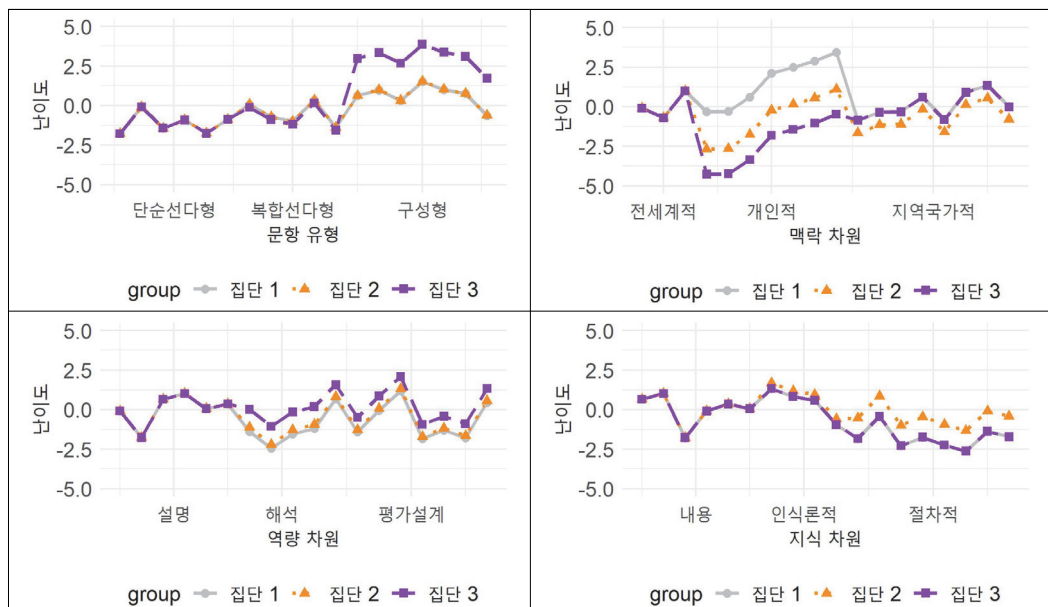 난이도
5.0
2.5
0.0
-2.5
-5.0
단순선다형 복합선다형 구성형
문항 유형
group 집단 1 집단 2 집단 3
난이도
5.0
2.5
0.0
-2.5
-5.0
전세계적 개인적 지역국가적
맥락 차원
group 집단 1 집단 2 집단 3
난이도
5.0
2.5
0.0
-2.5
-5.0
설명 해석 평가설계
역량 차원
group 집단 1 집단 2 집단 3
난이도
5.0
2.5
0.0
-2.5
-5.0
내용 인식론적 절차적
지식 차원
group 집단 1 집단 2 집단 3